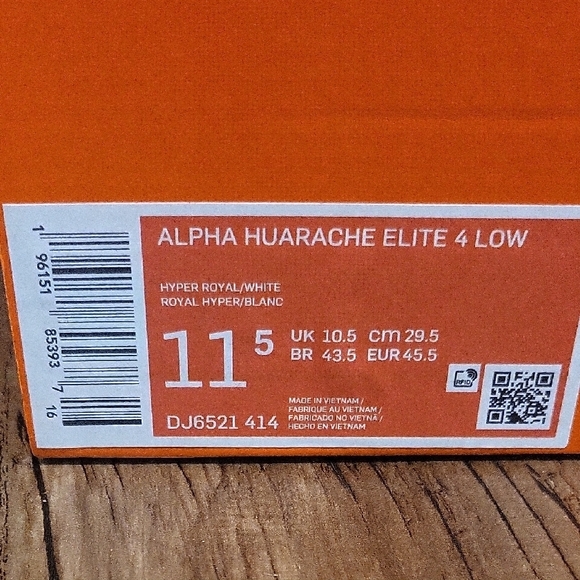 ALPHA HUARACHE ELITE 4 LOW
HYPER ROYAL/WHITE
ROYAL HYPER/BLANC
11 5
UK 10.5 cm 29.5
BR 43.5 EUR 45.5
RFID
DJ6521 414
MADE IN VIETNAM /
FABRIQUE AU VIETNAM /
FABRICADO NO VIETNÃ /
HECHO EN VIETNAM
1 96151 85393 7 16